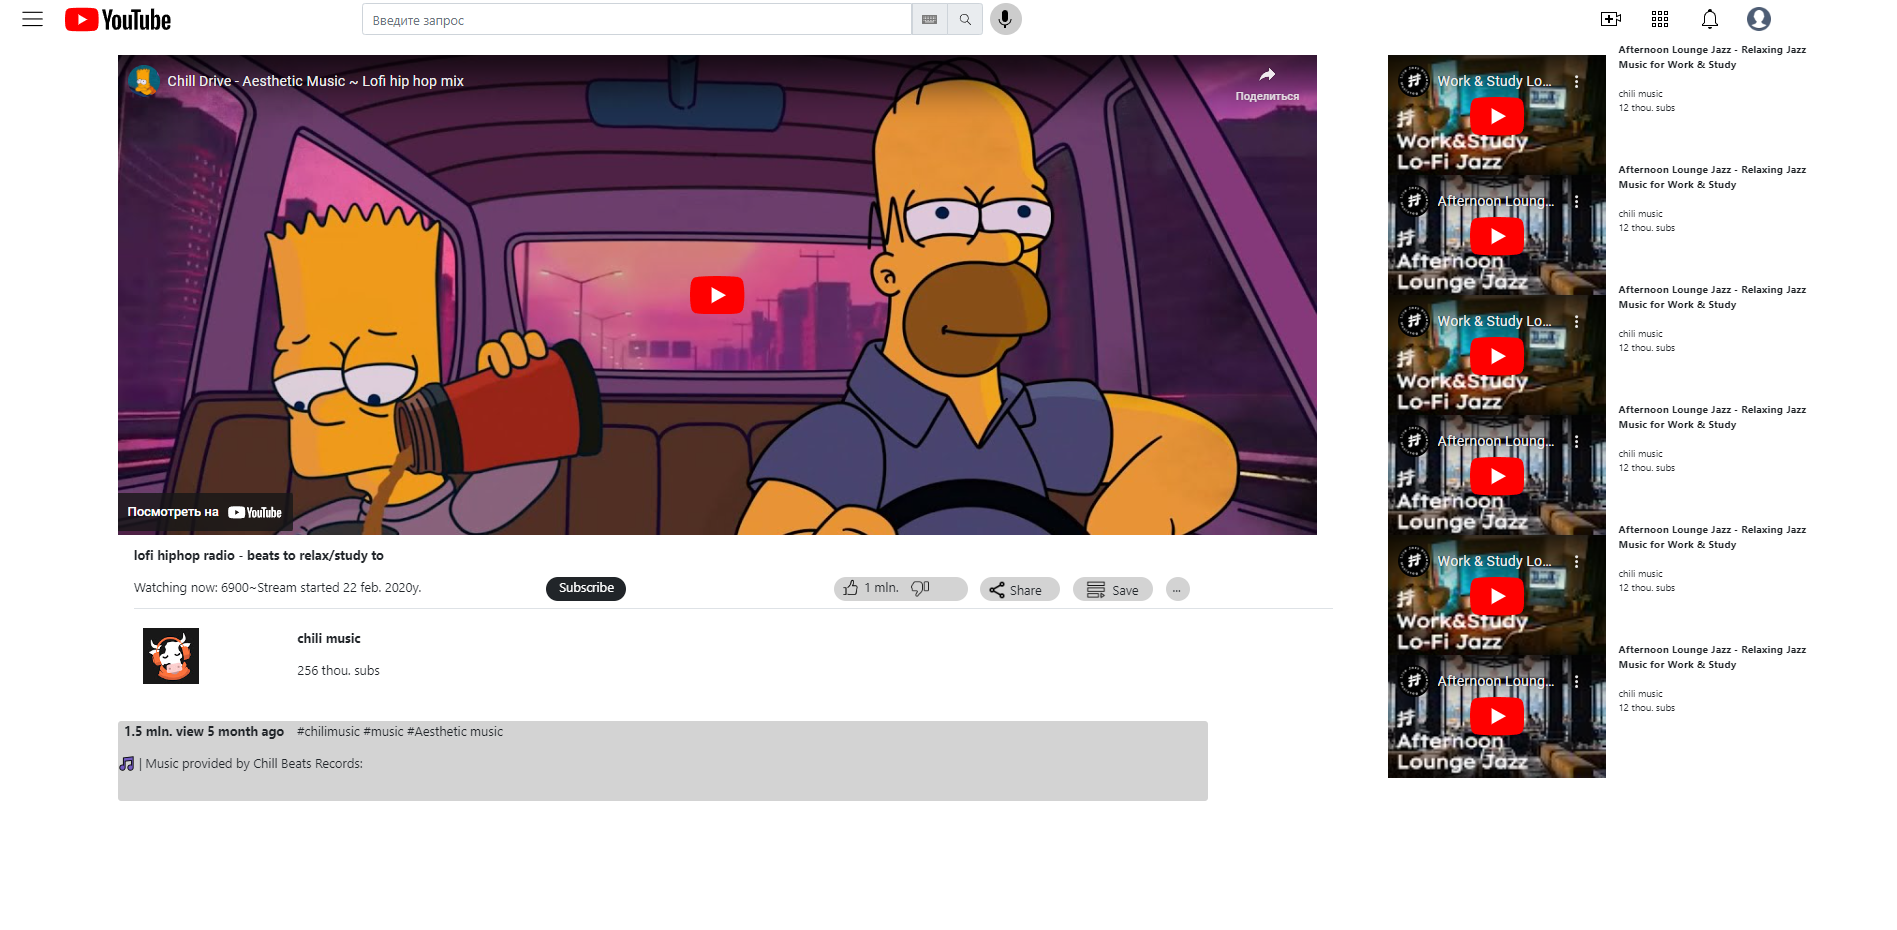 YouTube
Введите запрос
Chill Drive - Aesthetic Music ~ Lofi hip hop mix
Поделиться
Посмотреть на YouTube
lofi hiphop radio - beats to relax/study to
Watching now: 6900~Stream started 22 feb. 2020y.
Subscribe
1 mln.
Share
Save
...
chili music
256 thou. subs
1.5 mln. view 5 month ago #chilimusic #music #Aesthetic music
| Music provided by Chill Beats Records:
Work & Study Lo...
Work&Study
Lo-Fi Jazz
Afternoon Lounge Jazz - Relaxing Jazz
Music for Work & Study
chili music
12 thou. subs
Afternoon Loung...
Afternoon
Lounge Jazz
Afternoon Lounge Jazz - Relaxing Jazz
Music for Work & Study
chili music
12 thou. subs
Work & Study Lo...
Work&Study
Lo-Fi Jazz
Afternoon Lounge Jazz - Relaxing Jazz
Music for Work & Study
chili music
12 thou. subs
Afternoon Loung...
Afternoon
Lounge Jazz
Afternoon Lounge Jazz - Relaxing Jazz
Music for Work & Study
chili music
12 thou. subs
Work & Study Lo...
Work&Study
Lo-Fi Jazz
Afternoon Lounge Jazz - Relaxing Jazz
Music for Work & Study
chili music
12 thou. subs
Afternoon Loung...
Afternoon
Lounge Jazz
Afternoon Lounge Jazz - Relaxing Jazz
Music for Work & Study
chili music
12 thou. subs